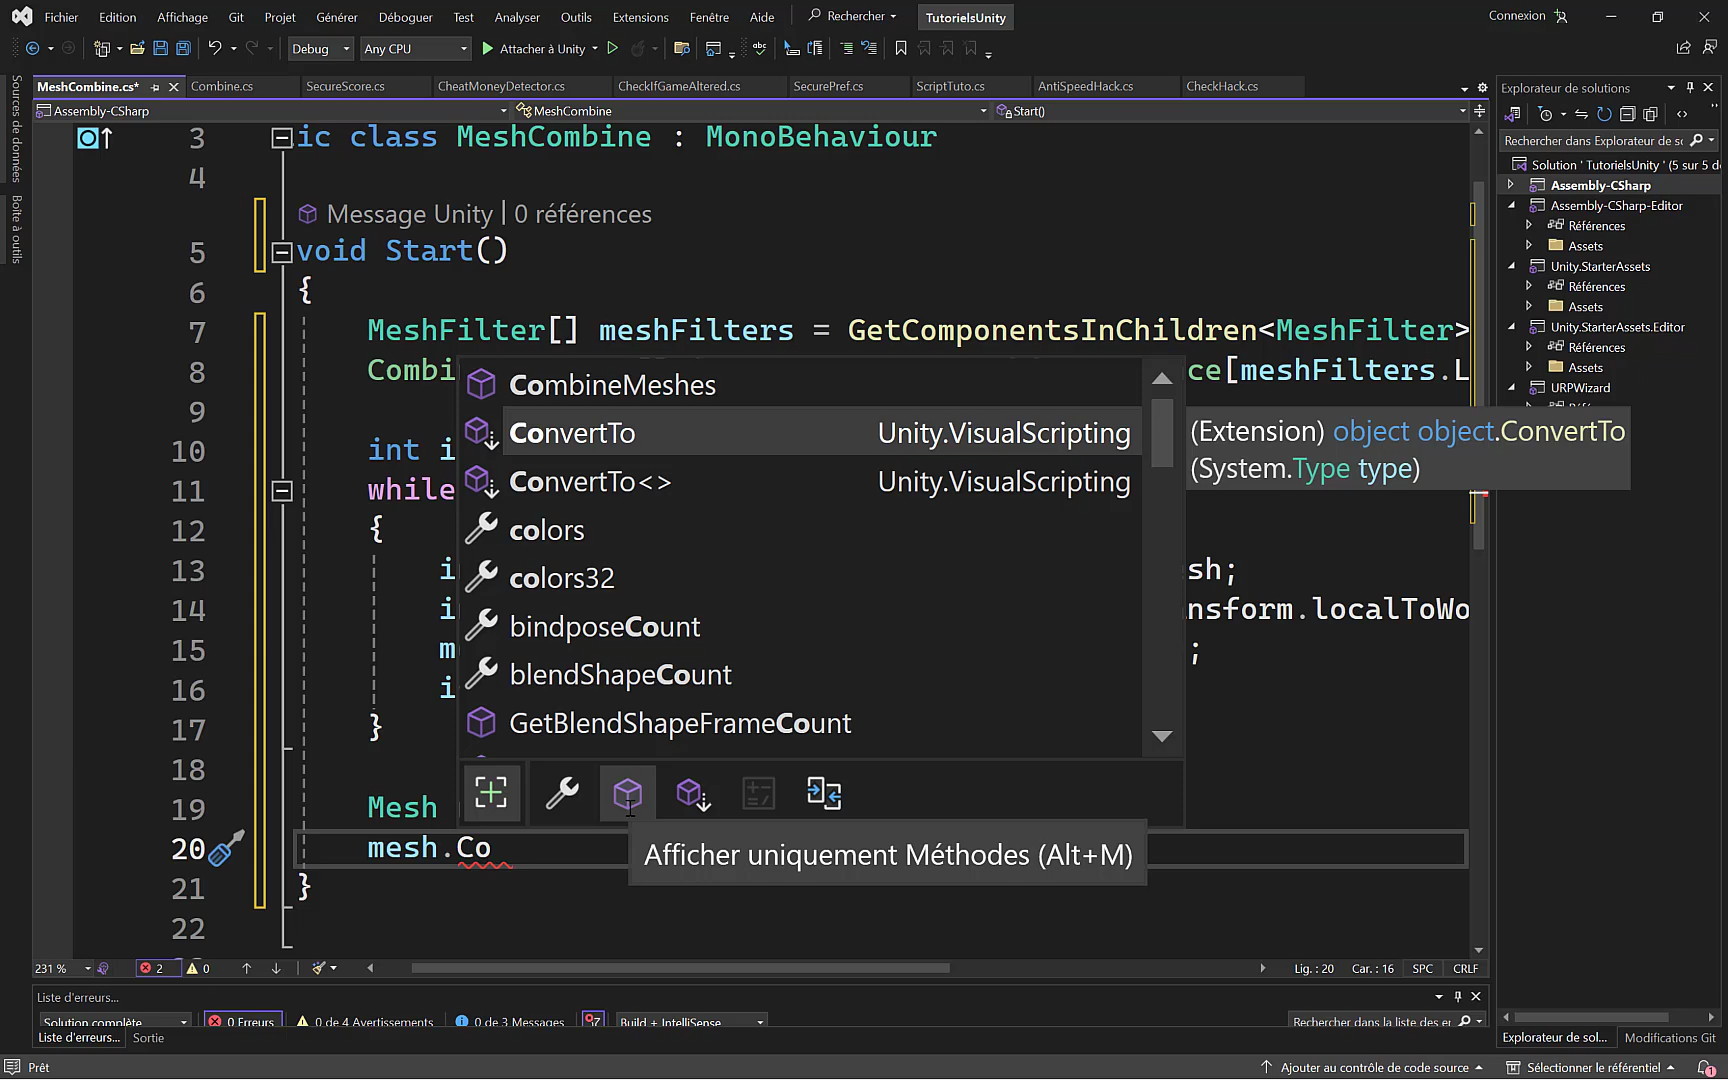 Fichier Edition Affichage Git Projet Générer Déboguer Test Analyser Outils Extensions Fenêtre Aide Rechercher TutorielsUnity Connexion
Debug Any CPU Attacher à Unity
MeshCombine.cs* Combine.cs SecureScore.cs CheatMoneyDetector.cs CheckIfGameAltered.cs SecurePref.cs ScriptTuto.cs AntiSpeedHack.cs CheckHack.cs
Assembly-CSharp MeshCombine Start()
Sources de données
Boîte à outils
3 ic class MeshCombine : MonoBehaviour
4
Message Unity | 0 références
5 void Start()
6 {
7 MeshFilter[] meshFilters = GetComponentsInChildren<MeshFilter>
8 Combi ce[meshFilters.L
9
10 int i
11 while
12 {
13 i sh;
14 i nsform.localToWo
15 m ;
16 i
17 }
18
19 Mesh
20 mesh.Co
21 }
22
CombineMeshes
ConvertTo Unity.VisualScripting
ConvertTo<> Unity.VisualScripting
colors
colors32
bindposeCount
blendShapeCount
GetBlendShapeFrameCount
(Extension) object object.ConvertTo
(System.Type type)
Afficher uniquement Méthodes (Alt+M)
231 % 2 0 Lig. : 20 Car. : 16 SPC CRLF
Liste d'erreurs...
Solution complète 0 Erreurs 0 de 4 Avertissements 0 de 3 Messages Build + IntelliSense Rechercher dans la liste des er
Liste d'erreurs... Sortie
Explorateur de solutions
Rechercher dans Explorateur de sc
Solution ' TutorielsUnity ' (5 sur 5 d
Assembly-CSharp
Assembly-CSharp-Editor
Références
Assets
Unity.StarterAssets
Références
Assets
Unity.StarterAssets.Editor
Références
Assets
URPWizard
Explorateur de sol... Modifications Git
Prêt Ajouter au contrôle de code source Sélectionner le référentiel 1